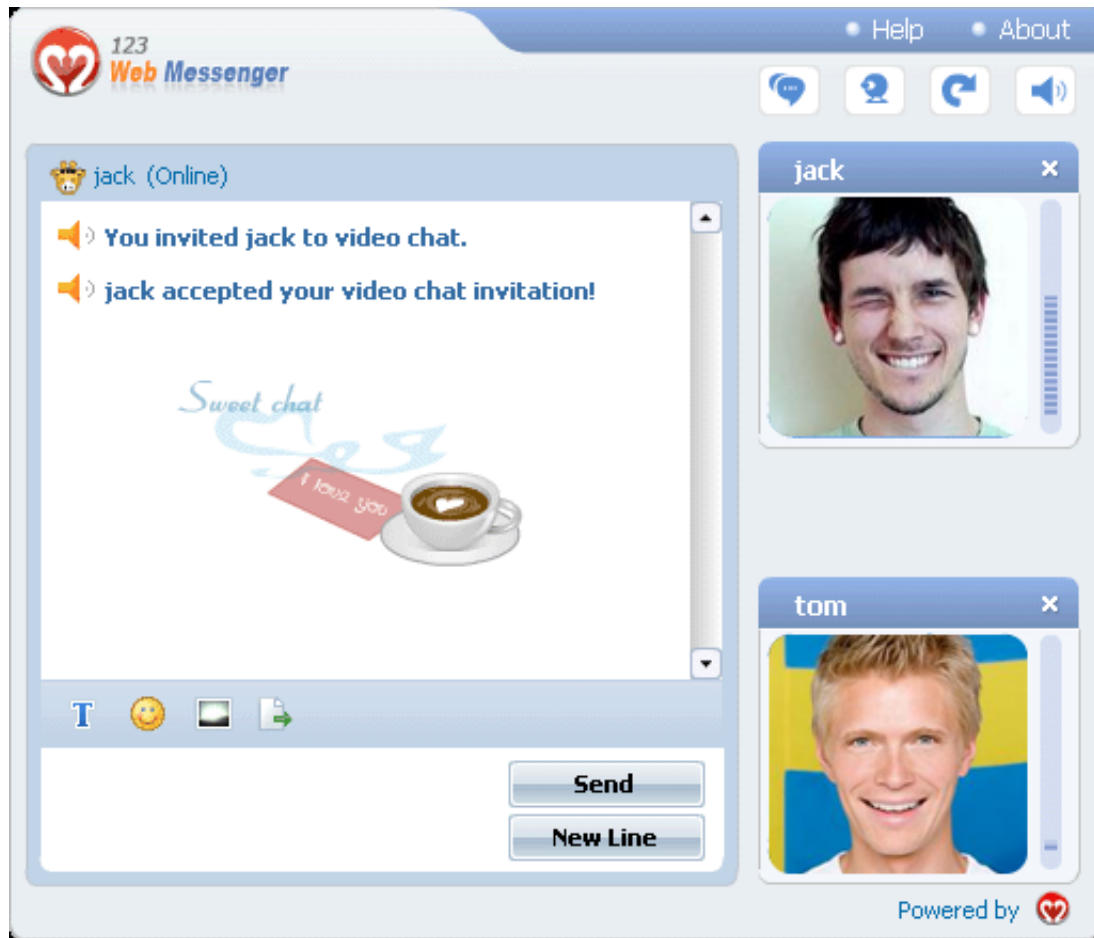 Help
About
123
Web Messenger
jack (Online)
You invited jack to video chat.
jack accepted your video chat invitation!
Sweet chat
I love you
T
Send
New Line
jack
tom
Powered by